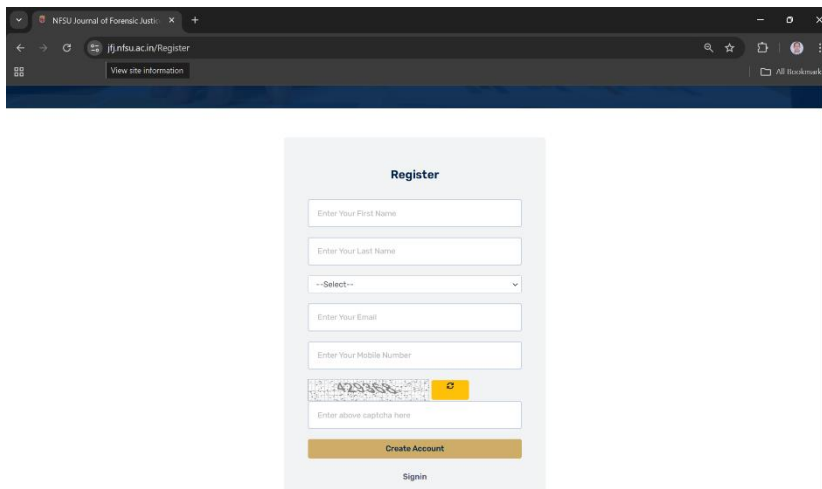 NFSU Journal of Forensic Justic
jfj.nfsu.ac.in/Register
View site information
All Bookmark
Register
Enter Your First Name
Enter Your Last Name
--Select--
Enter Your Email
Enter Your Mobile Number
429368
Enter above captcha here
Create Account
Signin